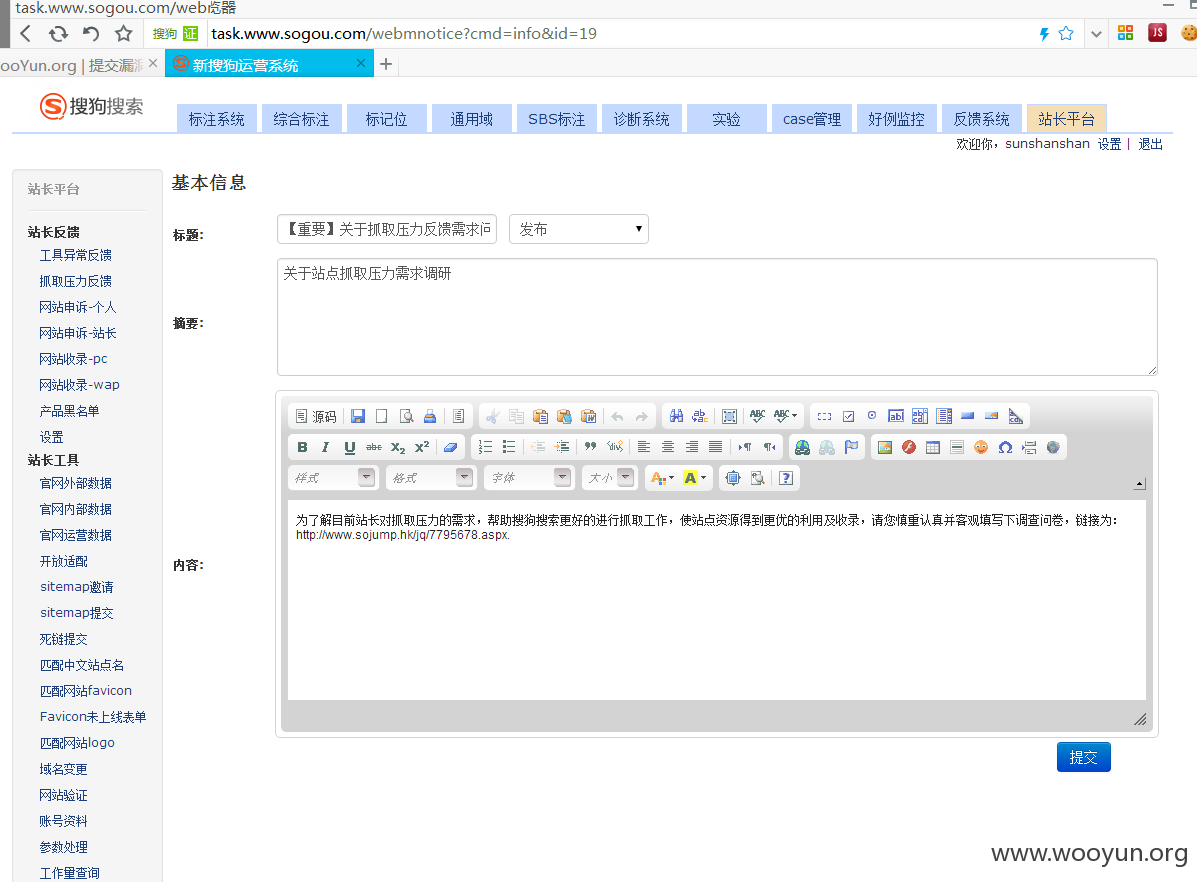 task.www.sogou.com/web览器
搜狗 证 task.www.sogou.com/webmnotice?cmd=info&id=19
JS
ooYun.org | 提交漏洞
新搜狗运营系统
搜狗搜索
标注系统 综合标注 标记位 通用域 SBS标注 诊断系统 实验 case管理 好例监控 反馈系统 站长平台
欢迎你，sunshanshan 设置 | 退出
站长平台
站长反馈
工具异常反馈
抓取压力反馈
网站申诉-个人
网站申诉-站长
网站收录-pc
网站收录-wap
产品黑名单
设置
站长工具
官网外部数据
官网内部数据
官网运营数据
开放适配
sitemap邀请
sitemap提交
死链提交
匹配中文站点名
匹配网站favicon
Favicon未上线表单
匹配网站logo
域名变更
网站验证
账号资料
参数处理
工作量查询
基本信息
标题：
【重要】关于抓取压力反馈需求问
发布
摘要：
关于站点抓取压力需求调研
内容：
源码
样式 格式 字体 大小
为了解目前站长对抓取压力的需求，帮助搜狗搜索更好的进行抓取工作，使站点资源得到更优的利用及收录，请您慎重认真并客观填写下调查问卷，链接为：
http://www.sojump.hk/jq/7795678.aspx.
提交
www.wooyun.org